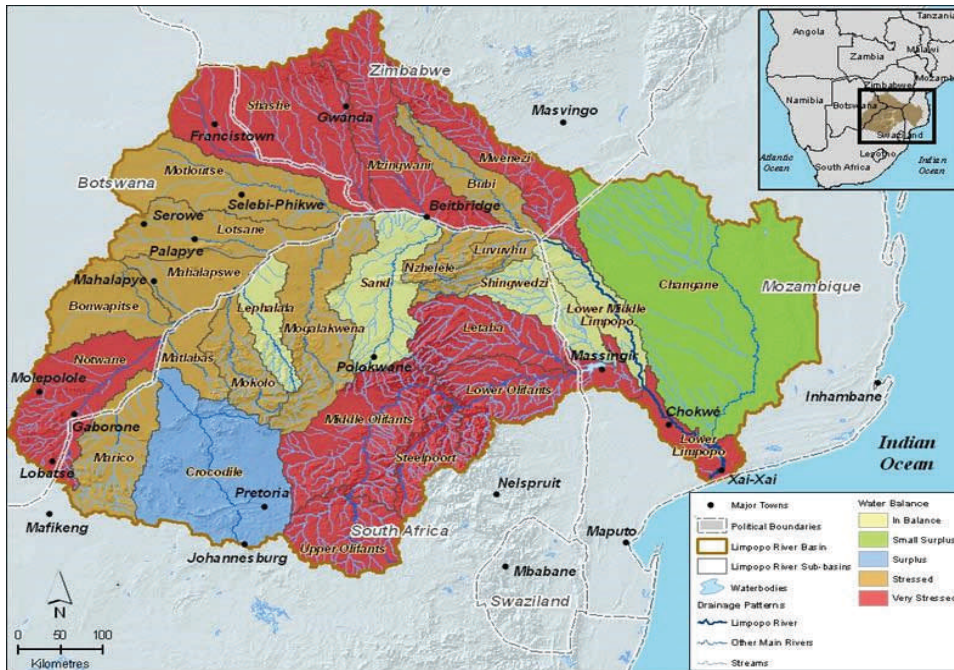 Zimbabwe
Shashe
Gwanda
Masvingo
Francistown
Mzingwani
Mwenezi
Bubi
Motloutse
Botswana
Selebi-Phikwe
Beitbridge
Serowe
Lotsane
Palapye
Luvuvhu
Mahalapye
Mahalapswe
Nzhelele
Sand
Shingwedzi
Changane
Mozambique
Bonwapitse
Lephalala
Mogalakwena
Lower Middle
Limpopo
Notwane
Matlabas
Letaba
Massingir
Molepolole
Mokolo
Polokwane
Lower Olifants
Inhambane
Gaborone
Middle Olifants
Chokwe
Lower
Limpopo
Marico
Steelpoort
Lobatse
Crocodile
Xai-Xai
Indian
Ocean
Pretoria
Nelspruit
Mafikeng
South Africa
Johannesburg
Upper Olifants
Maputo
Mbabane
Swaziland
N
0 50 100
Kilometres
Tanzania
Angola
Malawi
Zambia
Mozamb
Zimbabwe
Namibia
Botswana
Swaziland
Lesotho
South Africa
Atlantic
Ocean
Indian
Ocean
Major Towns
Political Boundaries
Limpopo River Basin
Limpopo River Sub-basins
Waterbodies
Drainage Patterns
Limpopo River
Other Main Rivers
Streams
Water Balance
In Balance
Small Surplus
Surplus
Stressed
Very Stressed